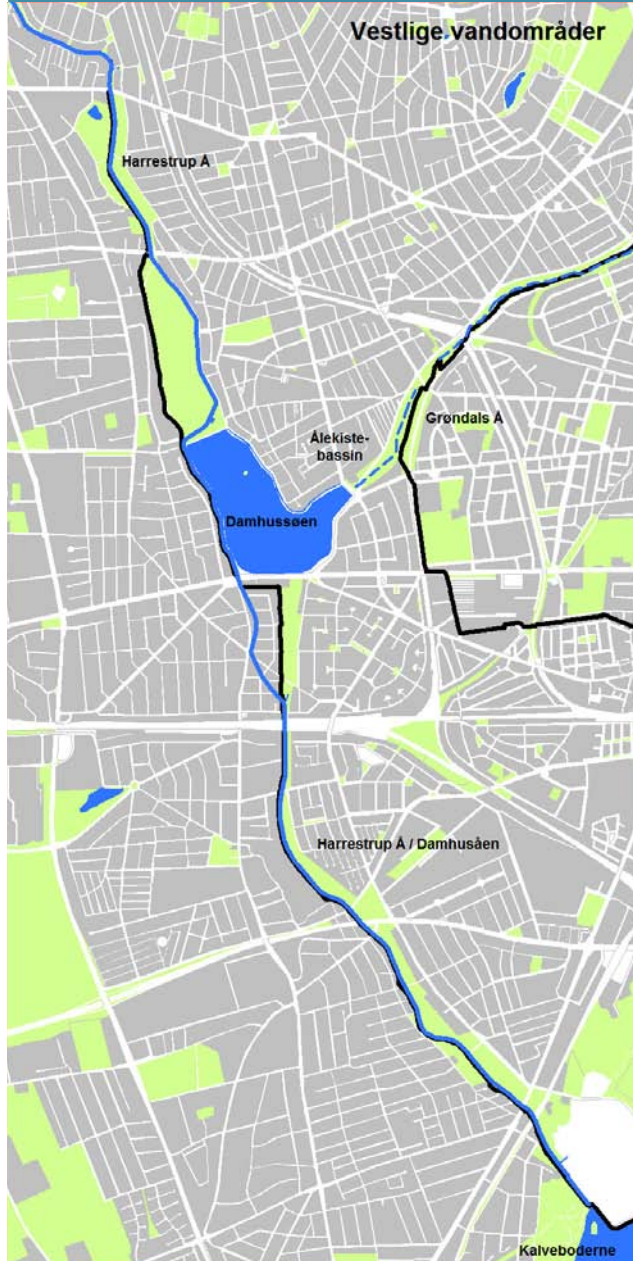 Vestlige vandområder
Harrestrup Å
Grøndals Å
Ålekiste-
bassin
Damhussøen
Harrestrup Å / Damhusåen
Kalveboderne